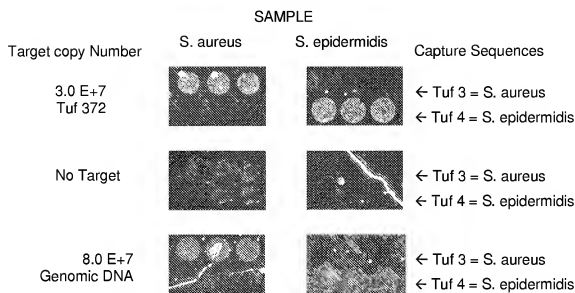 SAMPLE
Target copy Number
S. aureus
S. epidermidis
Capture Sequences
3.0 E+7
Tuf 372
← Tuf 3 = S. aureus
← Tuf 4 = S. epidermidis
No Target
← Tuf 3 = S. aureus
← Tuf 4 = S. epidermidis
8.0 E+7
Genomic DNA
← Tuf 3 = S. aureus
← Tuf 4 = S. epidermidis